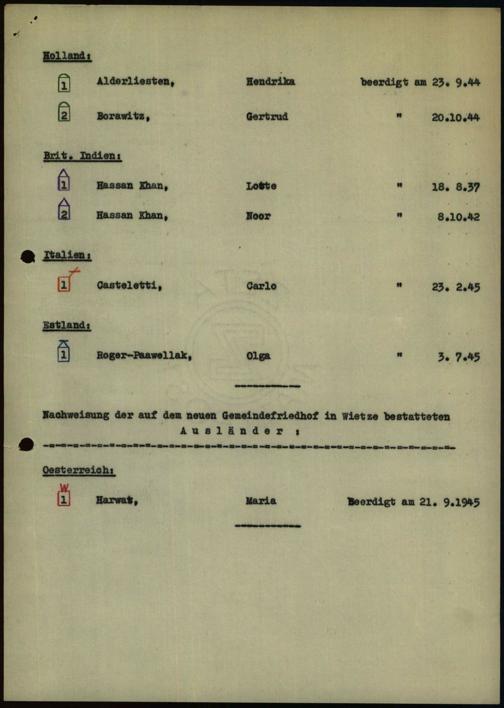 Holland:
1 Alderliesten, Hendrika beerdigt am 23. 9.44
2 Borawitz, Gertrud " 20.10.44
Brit. Indien:
1 Hassan Khan, Lotte " 18. 8.37
2 Hassan Khan, Noor " 8.10.42
Italien:
1 Casteletti, Carlo " 23. 2.45
Estland:
1 Roger-Paawellak, Olga " 3. 7.45
Nachweisung der auf dem neuen Gemeindefriedhof in Wietze bestatteten
A u s l ä n d e r :
Oesterreich:
W
1 Harwat, Maria Beerdigt am 21. 9.1945